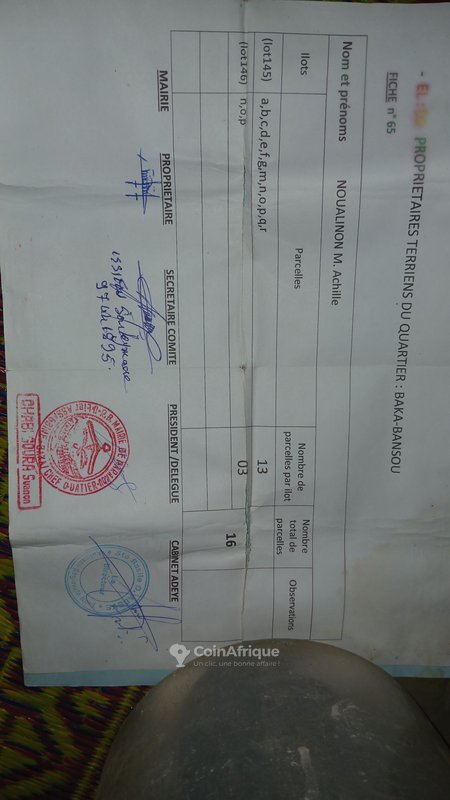 PROPRIETAIRES TERRIENS DU QUARTIER : BAKA-BANSOU
FICHE n° 65
Nom et prénoms NOUALINON M. Achille
Ilots Parcelles Nombre de parcelles par ilot Nombre total de parcelles Observations
(lot145) a,b,c,d,e,f,g,m,n,o,p,q,r 13
(lot146) n,o,p 03
16
MAIRIE PROPRIETAIRE SECRETAIRE COMITE PRESIDENT /DELEGUE CABINET ADEYE
97
CoinAfrique
Un clic, une bonne affaire !